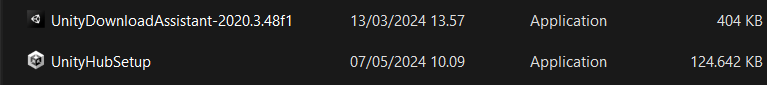 UnityDownloadAssistant-2020.3.48f1 13/03/2024 13.57 Application 404 KB
UnityHubSetup 07/05/2024 10.09 Application 124.642 KB